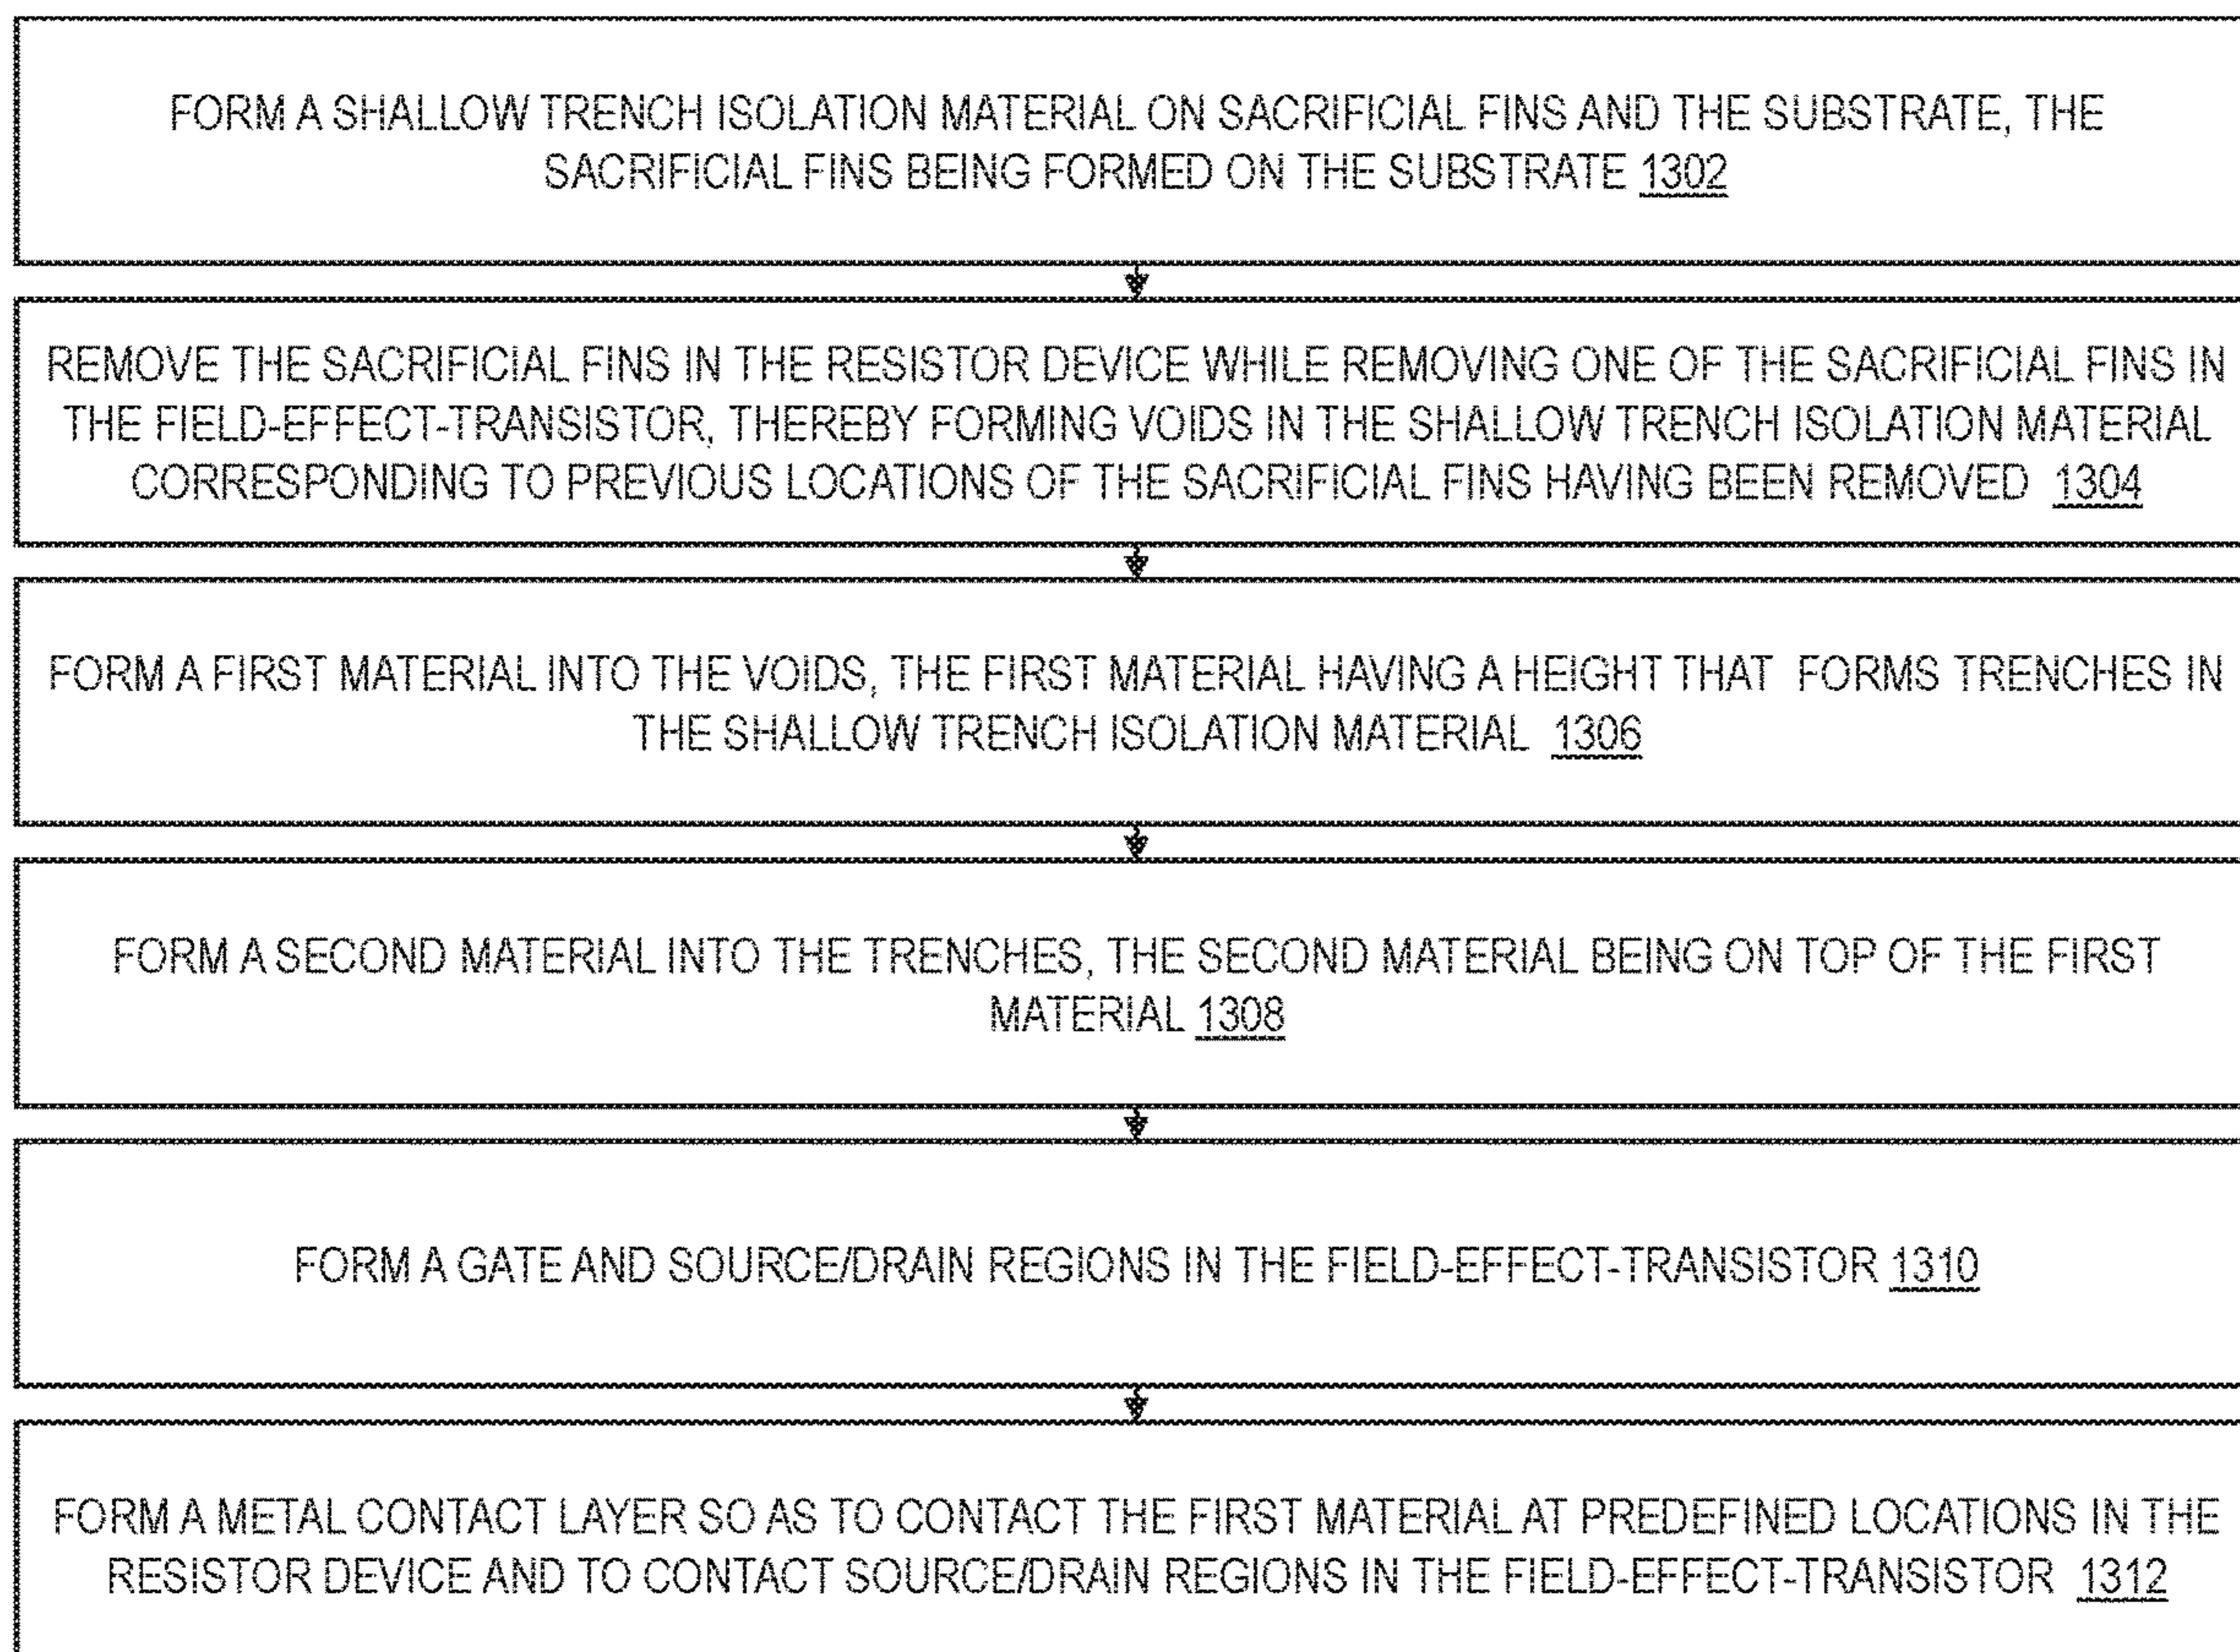 FORM A SHALLOW TRENCH ISOLATION MATERIAL ON SACRIFICIAL FINS AND THE SUBSTRATE, THE
SACRIFICIAL FINS BEING FORMED ON THE SUBSTRATE 1302
REMOVE THE SACRIFICIAL FINS IN THE RESISTOR DEVICE WHILE REMOVING ONE OF THE SACRIFICIAL FINS IN
THE FIELD-EFFECT-TRANSISTOR, THEREBY FORMING VOIDS IN THE SHALLOW TRENCH ISOLATION MATERIAL
CORRESPONDING TO PREVIOUS LOCATIONS OF THE SACRIFICIAL FINS HAVING BEEN REMOVED 1304
FORM A FIRST MATERIAL INTO THE VOIDS, THE FIRST MATERIAL HAVING A HEIGHT THAT FORMS TRENCHES IN
THE SHALLOW TRENCH ISOLATION MATERIAL 1306
FORM A SECOND MATERIAL INTO THE TRENCHES, THE SECOND MATERIAL BEING ON TOP OF THE FIRST
MATERIAL 1308
FORM A GATE AND SOURCE/DRAIN REGIONS IN THE FIELD-EFFECT-TRANSISTOR 1310
FORM A METAL CONTACT LAYER SO AS TO CONTACT THE FIRST MATERIAL AT PREDEFINED LOCATIONS IN THE
RESISTOR DEVICE AND TO CONTACT SOURCE/DRAIN REGIONS IN THE FIELD-EFFECT-TRANSISTOR 1312